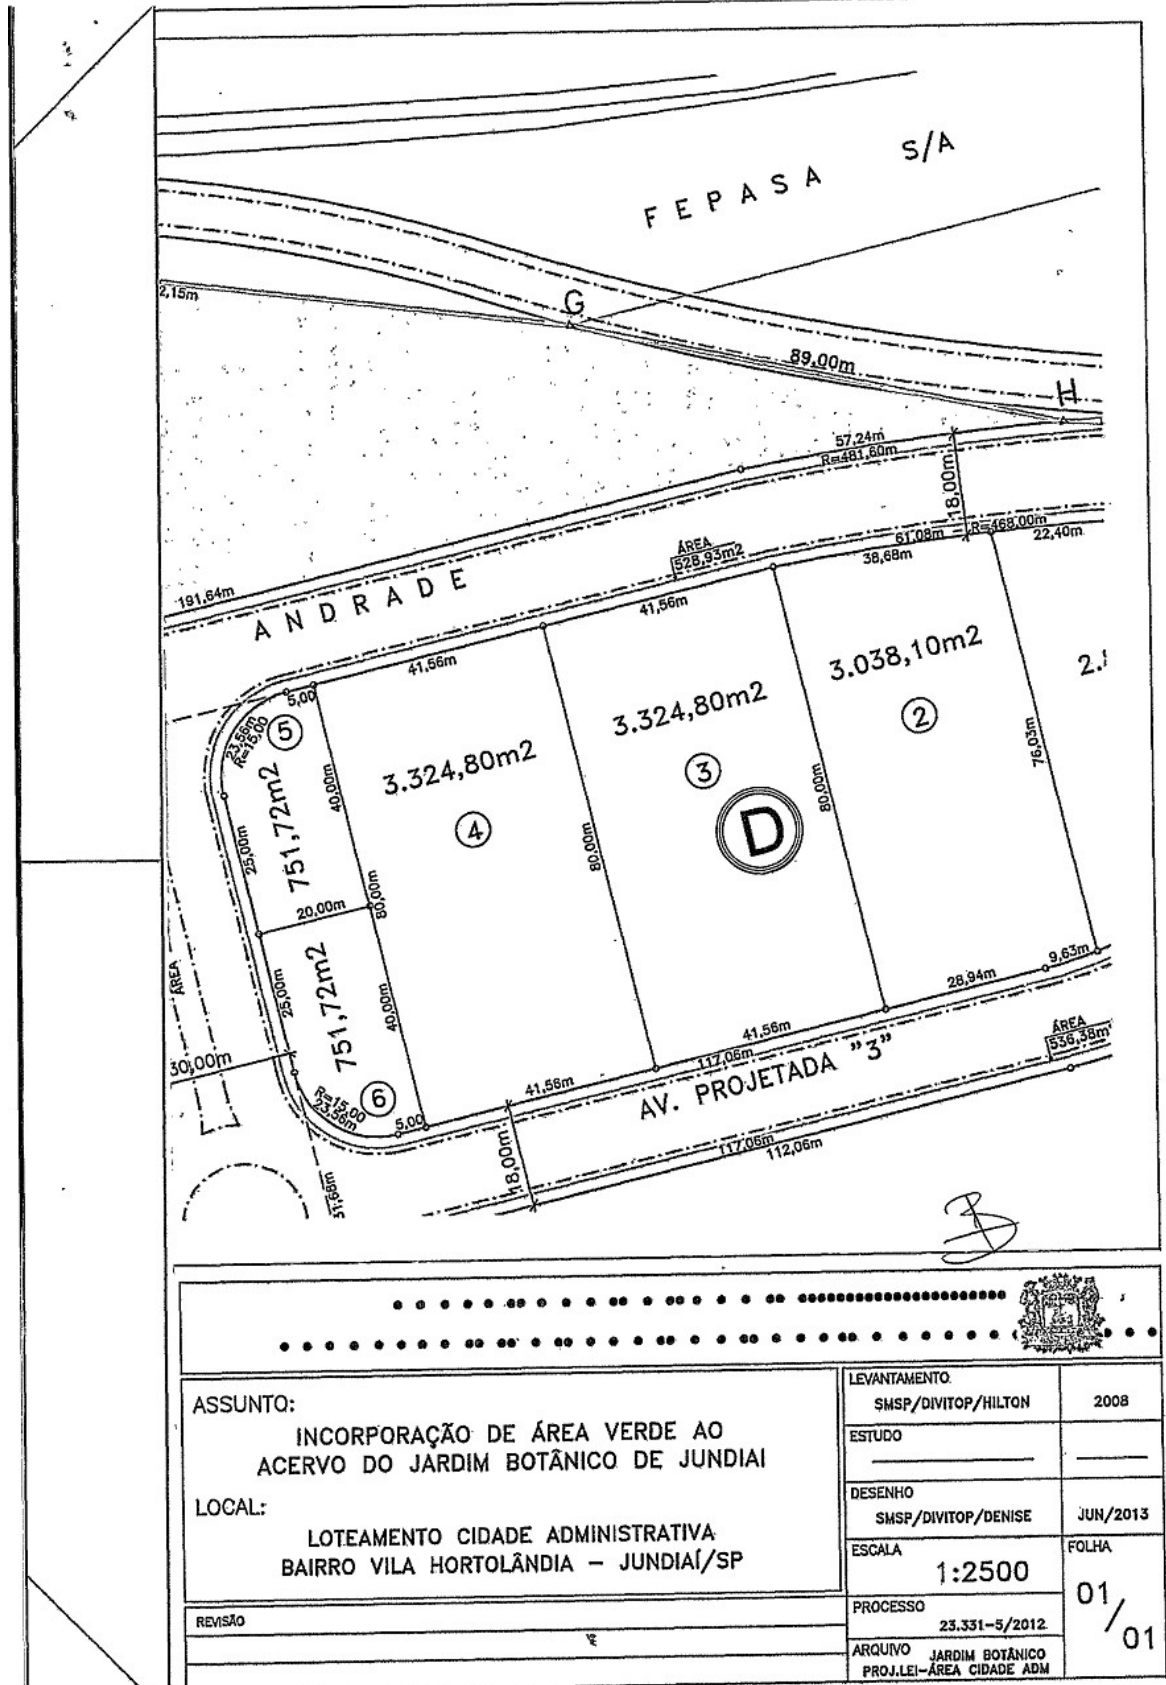 FEPASA S/A
2,15m
G
89,00m
H
57,24m
R=481,60m
18,00m
R=468,00m
61,08m
22,40m
38,68m
ÁREA
528,93m2
191,64m
ANDRADE
41,56m
41,56m
3.038,10m2
2
3.324,80m2
3
3.324,80m2
4
5,00
5
23,56m
R=15,00
751,72m2
40,00m
80,00m
80,00m
80,00m
76,03m
D
25,00m
20,00m
751,72m2
25,00m
40,00m
ÁREA
30,00m
6
R=15,00
23,56m
5,00
41,56m
41,56m
117,06m
28,94m
9,63m
AV. PROJETADA "3"
ÁREA
536,38m
18,00m
117,06m
112,06m
ASSUNTO:
INCORPORAÇÃO DE ÁREA VERDE AO
ACERVO DO JARDIM BOTÂNICO DE JUNDIAI
LOCAL:
LOTEAMENTO CIDADE ADMINISTRATIVA
BAIRRO VILA HORTOLÂNDIA – JUNDIAÍ/SP
REVISÃO
LEVANTAMENTO
SMSP/DIVITOP/HILTON 2008
ESTUDO
DESENHO
SMSP/DIVITOP/DENISE JUN/2013
ESCALA
1:2500
FOLHA
01/01
PROCESSO
23.331-5/2012
ARQUIVO JARDIM BOTÂNICO
PROJ.LEI-ÁREA CIDADE ADM